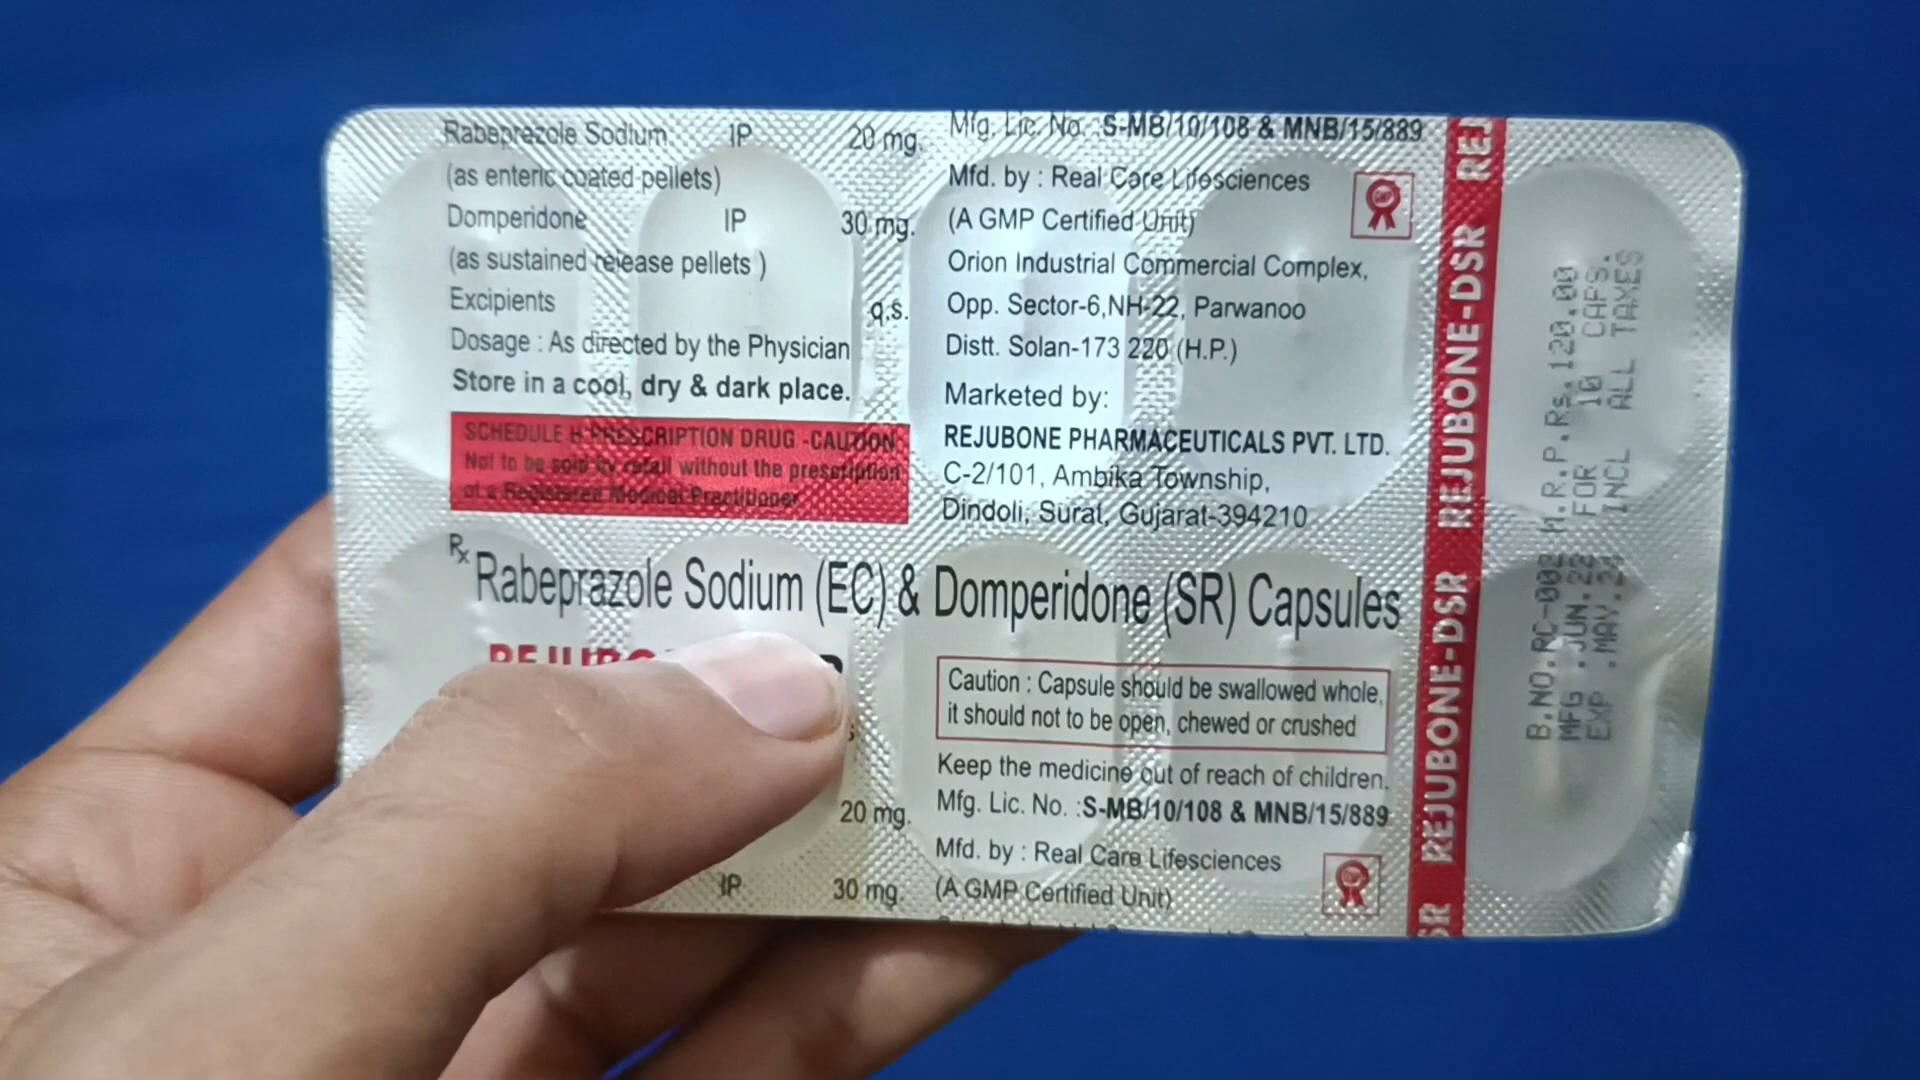 Rabeprazole Sodium IP 20 mg.
(as enteric coated pellets)
Domperidone IP 30 mg.
(as sustained release pellets )
Excipients q.s.
Dosage : As directed by the Physician
Store in a cool, dry & dark place.
SCHEDULE H PRESCRIPTION DRUG -CAUTION
Not to be sold by retail without the prescription
of a Registered Medical Practitioner
Mfg. Lic. No. :S-MB/10/108 & MNB/15/889
Mfd. by : Real Care Lifesciences
(A GMP Certified Unit)
Orion Industrial Commercial Complex,
Opp. Sector-6,NH-22, Parwanoo
Distt. Solan-173 220 (H.P.)
Marketed by:
REJUBONE PHARMACEUTICALS PVT. LTD.
C-2/101, Ambika Township,
Dindoli, Surat, Gujarat-394210
Rx Rabeprazole Sodium (EC) & Domperidone (SR) Capsules
20 mg.
IP 30 mg.
Caution : Capsule should be swallowed whole,
it should not to be open, chewed or crushed
Keep the medicine out of reach of children.
Mfg. Lic. No. :S-MB/10/108 & MNB/15/889
Mfd. by : Real Care Lifesciences
(A GMP Certified Unit)
SR REJUBONE-DSR REJUBONE-DSR REJ
B.NO.RC-002 M.R.P.Rs.120.00
MFG .JUN.22 FOR 10 CAPS.
EXP .MAY.24 INCL ALL TAXES